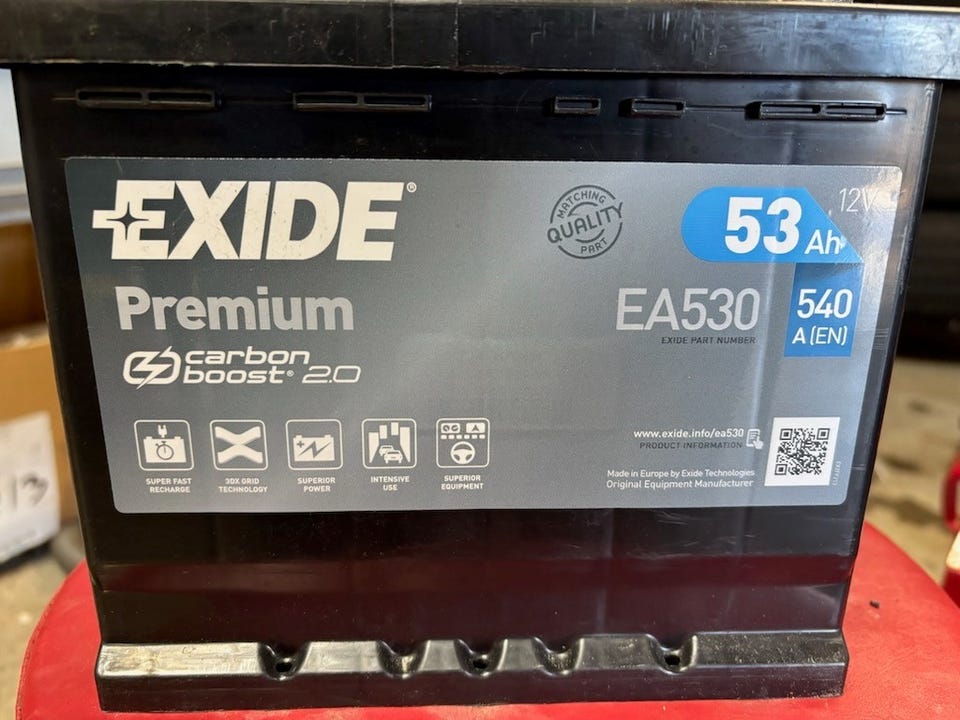 EXIDE®
Premium
carbon
boost® 2.0
MATCHING
QUALITY
PART
53 Ah
12V
EA530
EXIDE PART NUMBER
540
A (EN)
SUPER FAST
RECHARGE
3DX GRID
TECHNOLOGY
SUPERIOR
POWER
INTENSIVE
USE
SUPERIOR
EQUIPMENT
www.exide.info/ea530
PRODUCT INFORMATION
Made in Europe by Exide Technologies
Original Equipment Manufacturer